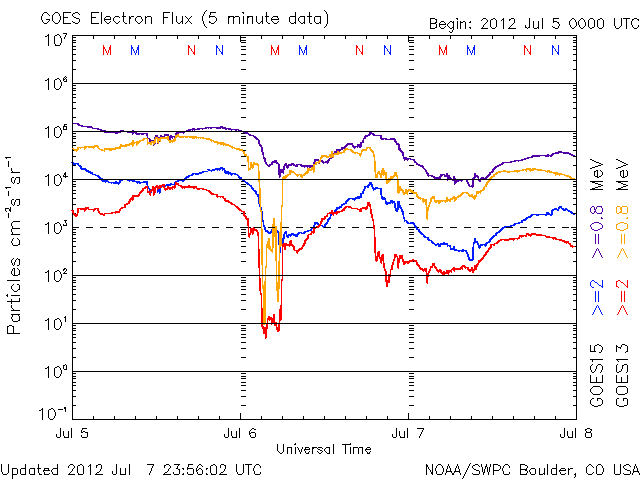 GOES Electron Flux (5 minute data)
Begin: 2012 Jul 5 0000 UTC
10⁷
M M N N M M N N M M N N
10⁶
10⁵
10⁴
10³
10²
10¹
10⁰
10⁻¹
Particles cm⁻²s⁻¹sr⁻¹
Jul 5 Jul 6 Jul 7 Jul 8
Universal Time
GOES15 >=2 >=0.8 MeV
GOES13 >=2 >=0.8 MeV
Updated 2012 Jul 7 23:56:02 UTC
NOAA/SWPC Boulder, CO USA